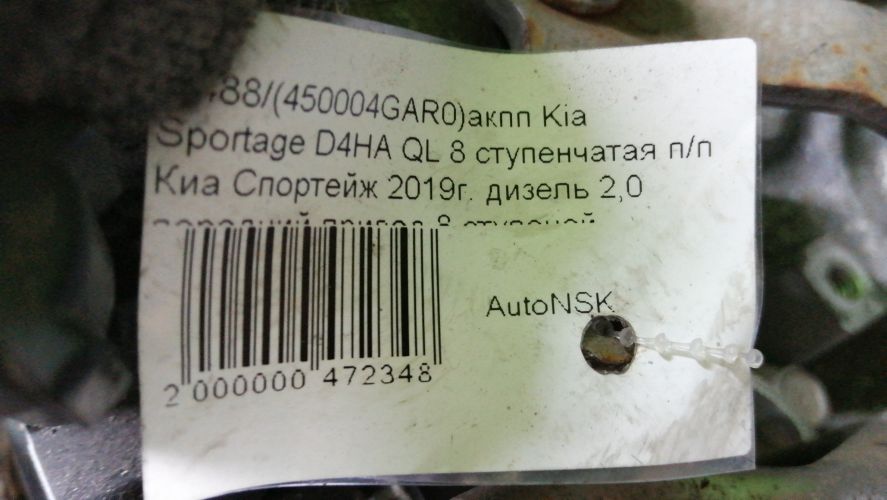 88/(450004GAR0)акпп Kia
Sportage D4HA QL 8 ступенчатая п/п
Киа Спортейж 2019г. дизель 2,0
AutoNSK
2 000000 472348